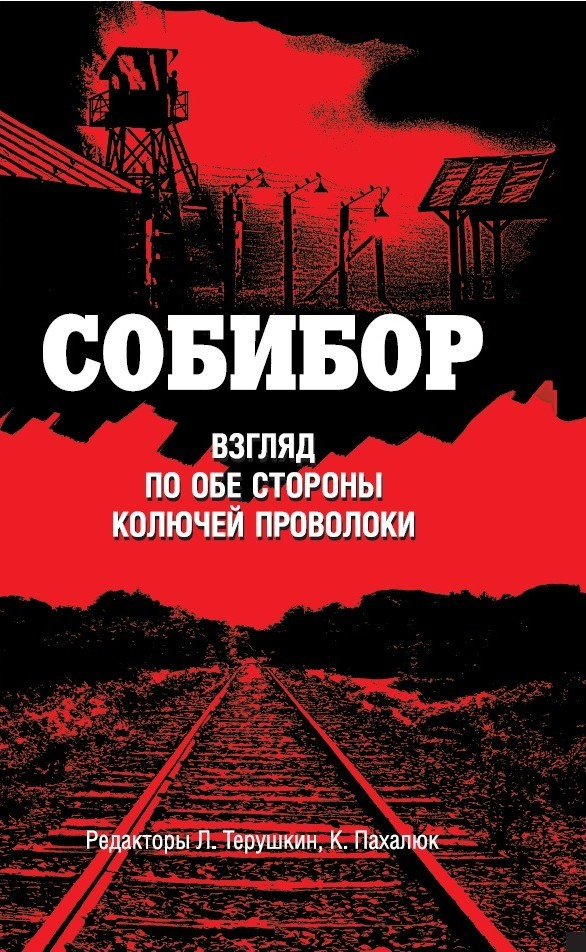 СОБИБОР
ВЗГЛЯД
ПО ОБЕ СТОРОНЫ
КОЛЮЧЕЙ ПРОВОЛОКИ
Редакторы Л. Терушкин, К. Пахалюк